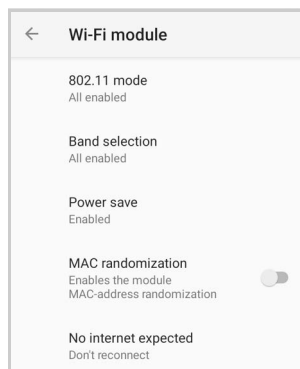 Wi-Fi module
802.11 mode
All enabled
Band selection
All enabled
Power save
Enabled
MAC randomization
Enables the module
MAC-address randomization
No internet expected
Don't reconnect